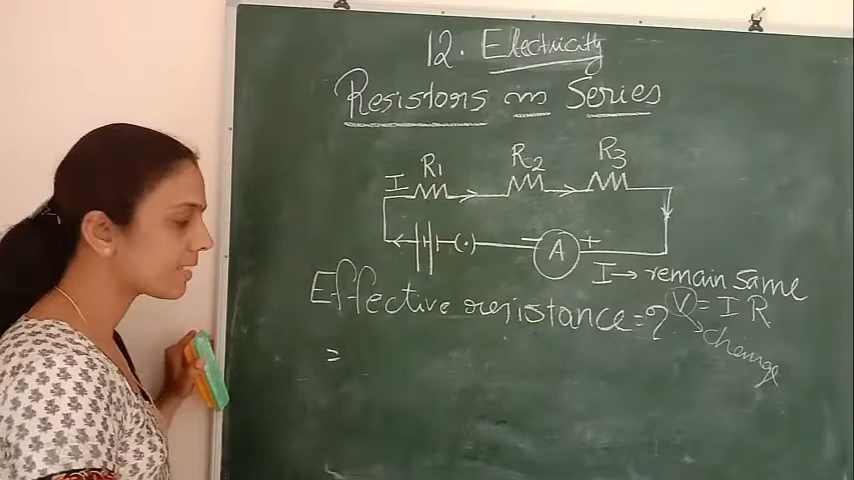 12. Electricity
Resistors in Series
R1 R2 R3
I
A +
I → remain same
Effective resistance = ? V = I R
change
=